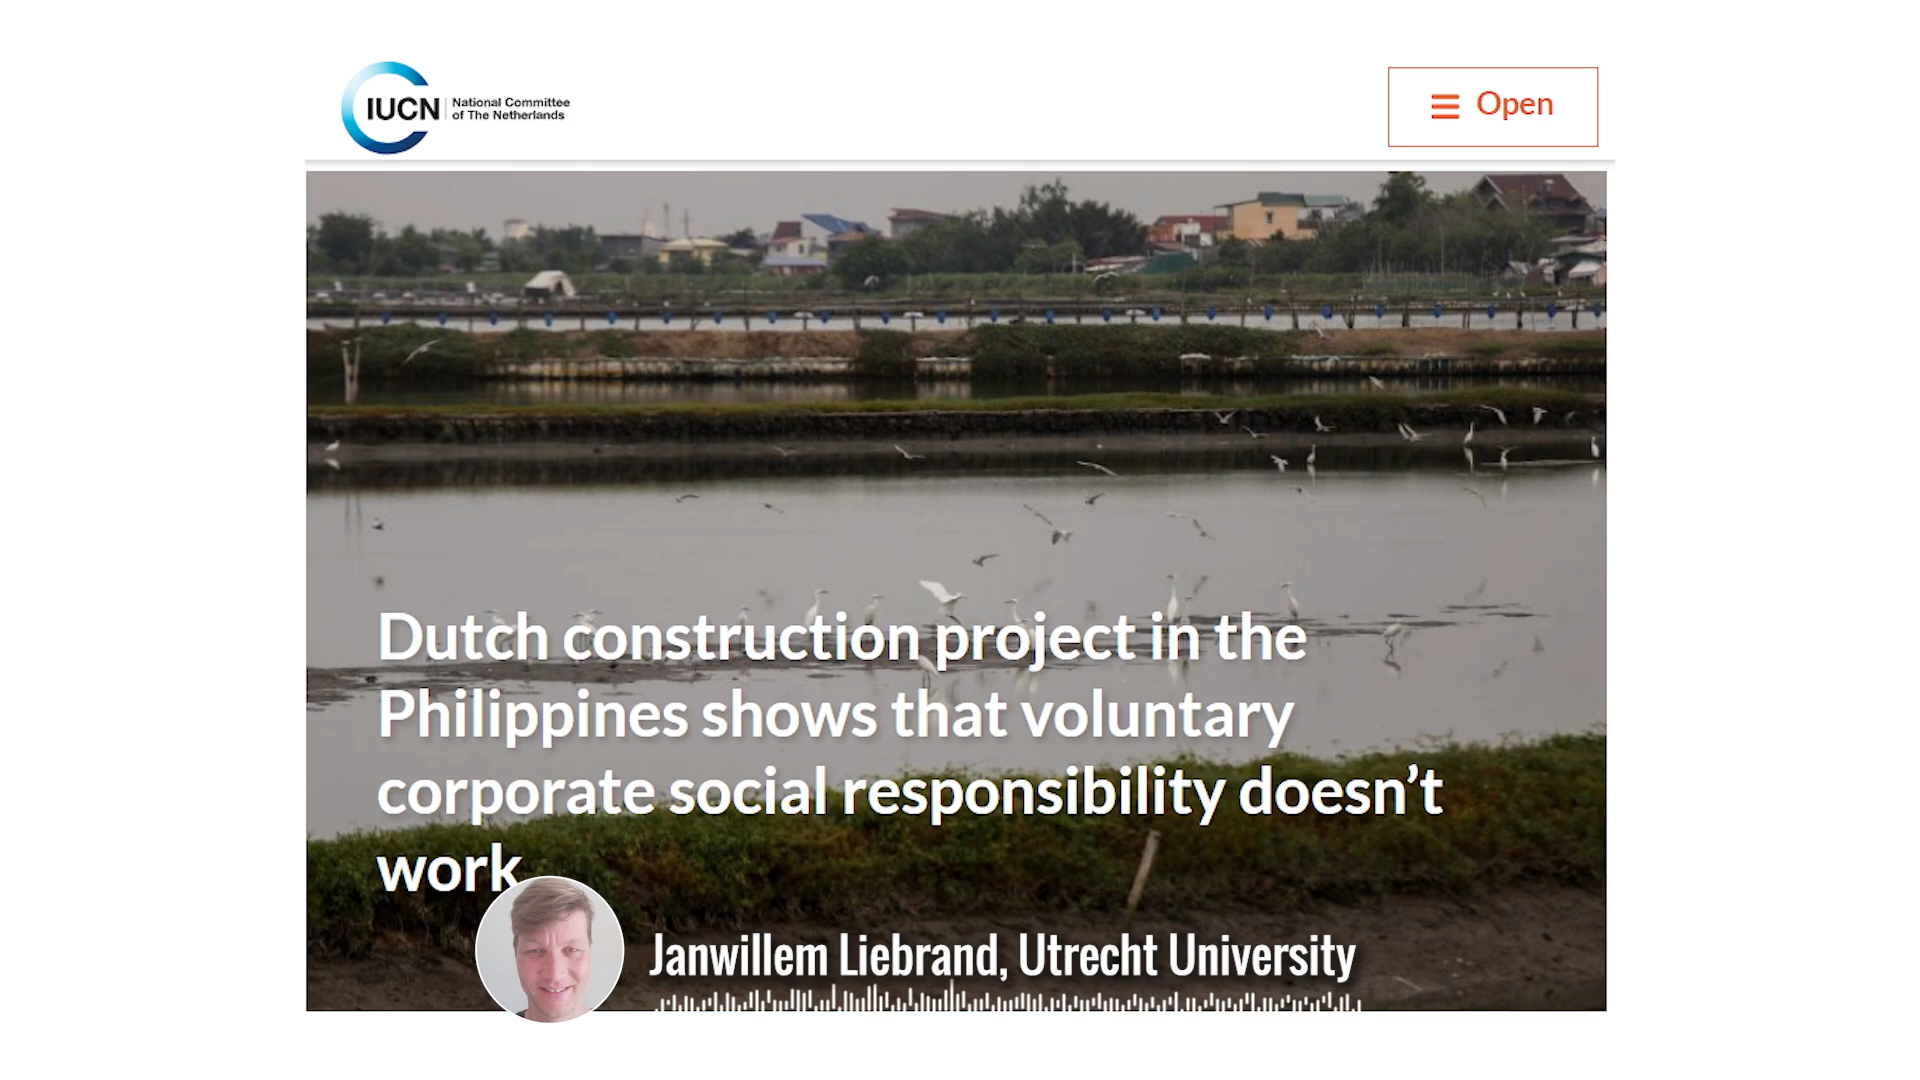 IUCN
National Committee
of The Netherlands
Open
Dutch construction project in the
Philippines shows that voluntary
corporate social responsibility doesn’t
work
Janwillem Liebrand, Utrecht University